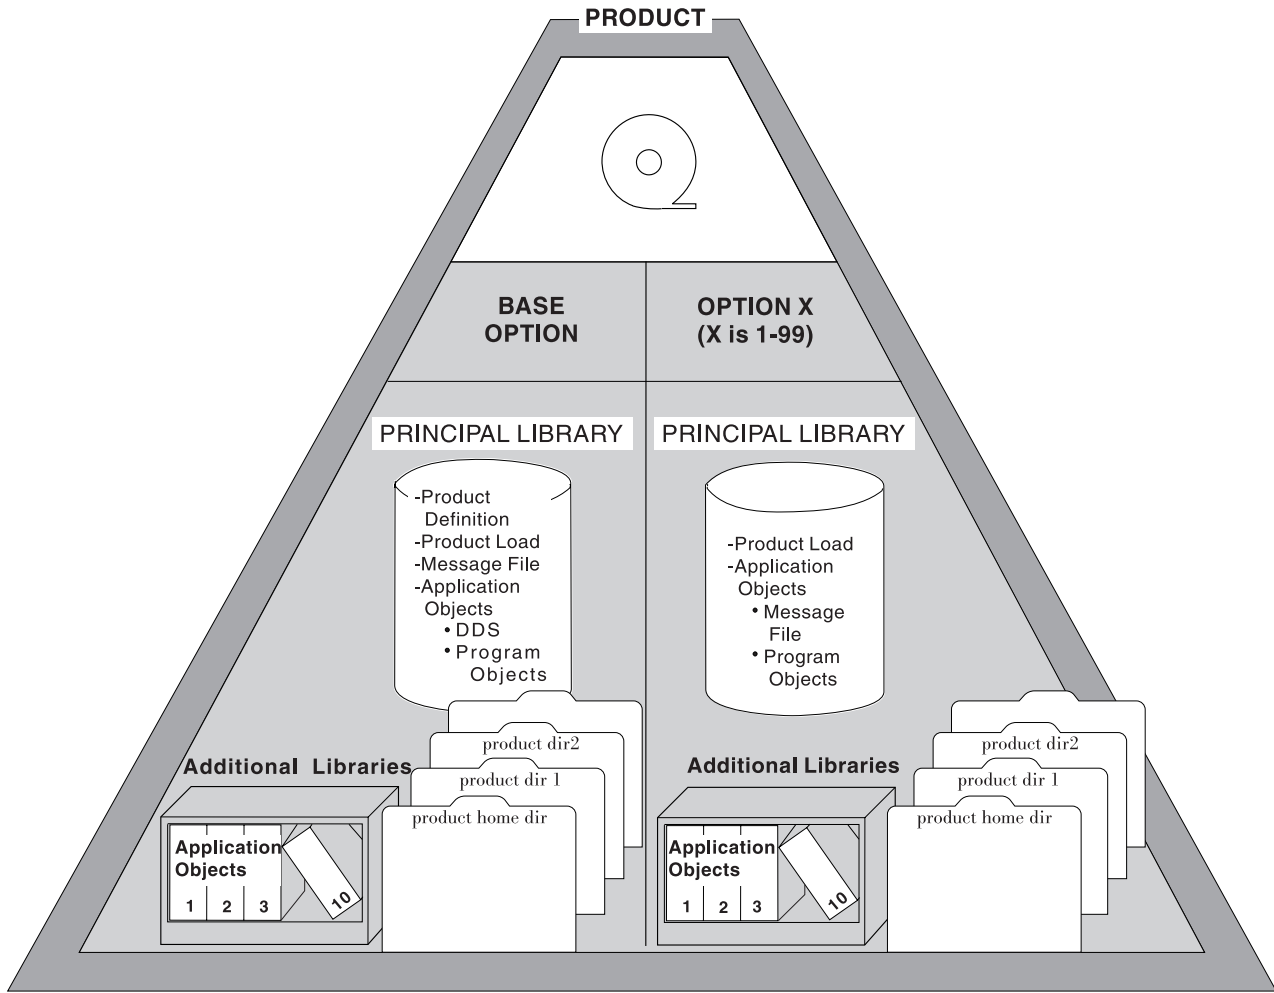 PRODUCT
BASE
OPTION
OPTION X
(X is 1-99)
PRINCIPAL LIBRARY
-Product
Definition
-Product Load
-Message File
-Application
Objects
• DDS
• Program
Objects
PRINCIPAL LIBRARY
-Product Load
-Application
Objects
• Message
File
• Program
Objects
Additional Libraries
Application
Objects
1 2 3 10
product dir2
product dir 1
product home dir
Additional Libraries
Application
Objects
1 2 3 10
product dir2
product dir 1
product home dir